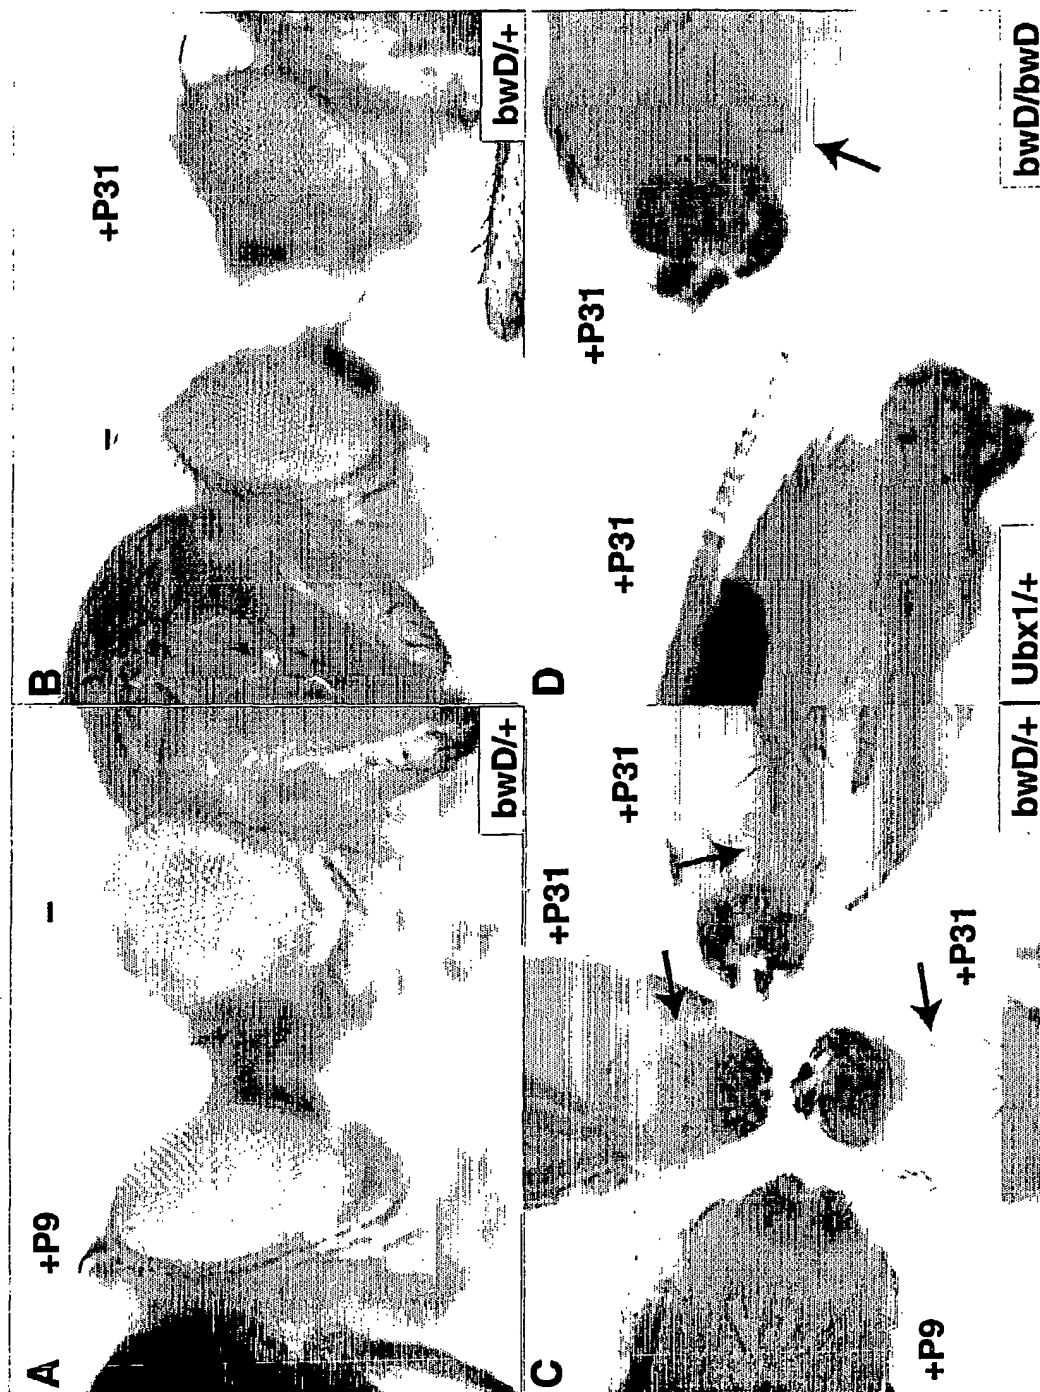 A
+P9
–
bwD/+
B
–
+P31
bwD/+
C
+P9
+P31
+P31
+P31
bwD/+
D
+P31
Ubx1/+
+P31
bwD/bwD